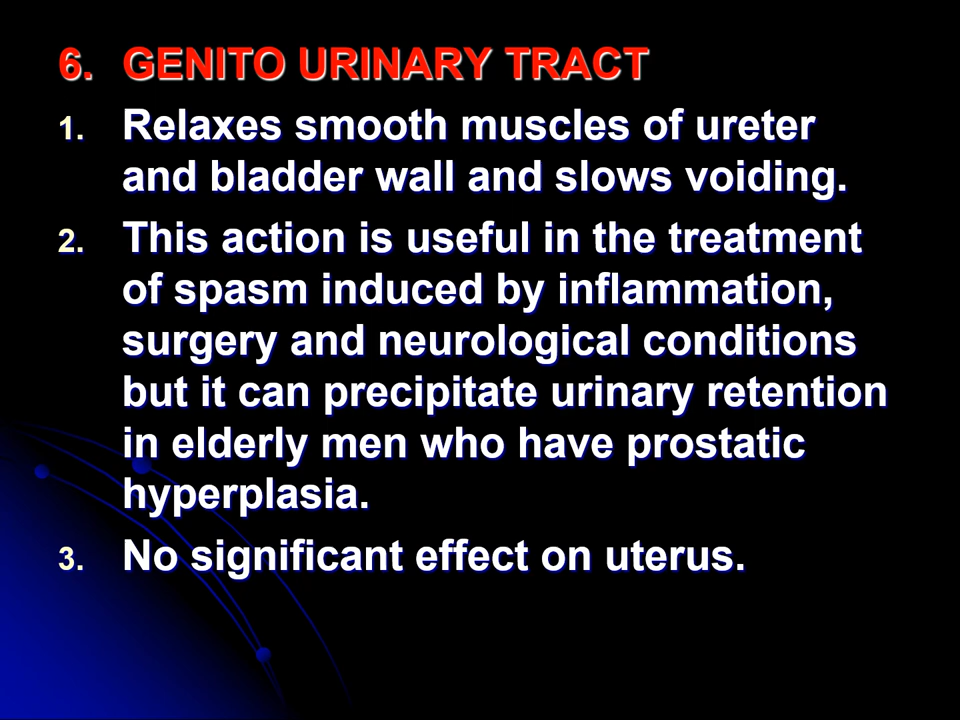 6. GENITO URINARY TRACT
1. Relaxes smooth muscles of ureter
and bladder wall and slows voiding.
2. This action is useful in the treatment
of spasm induced by inflammation,
surgery and neurological conditions
but it can precipitate urinary retention
in elderly men who have prostatic
hyperplasia.
3. No significant effect on uterus.